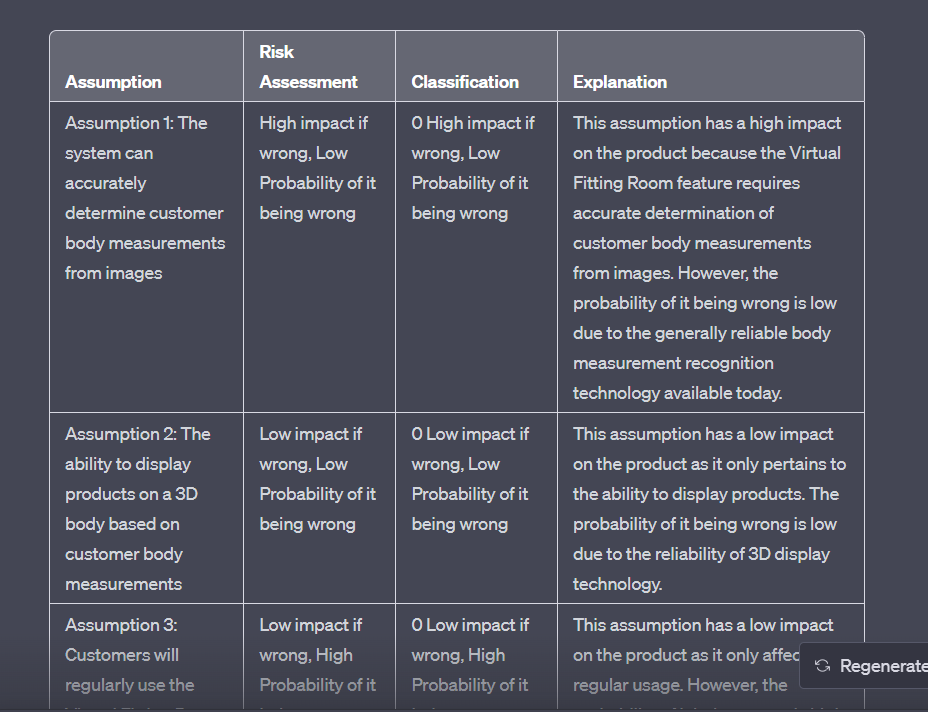 Assumption
Risk
Assessment
Classification
Explanation
Assumption 1: The
system can
accurately
determine customer
body measurements
from images
High impact if
wrong, Low
Probability of it
being wrong
0 High impact if
wrong, Low
Probability of it
being wrong
This assumption has a high impact
on the product because the Virtual
Fitting Room feature requires
accurate determination of
customer body measurements
from images. However, the
probability of it being wrong is low
due to the generally reliable body
measurement recognition
technology available today.
Assumption 2: The
ability to display
products on a 3D
body based on
customer body
measurements
Low impact if
wrong, Low
Probability of it
being wrong
0 Low impact if
wrong, Low
Probability of it
being wrong
This assumption has a low impact
on the product as it only pertains to
the ability to display products. The
probability of it being wrong is low
due to the reliability of 3D display
technology.
Assumption 3:
Customers will
regularly use the
Low impact if
wrong, High
Probability of it
0 Low impact if
wrong, High
Probability of it
This assumption has a low impact
on the product as it only
regular usage. However, the
Regenerate